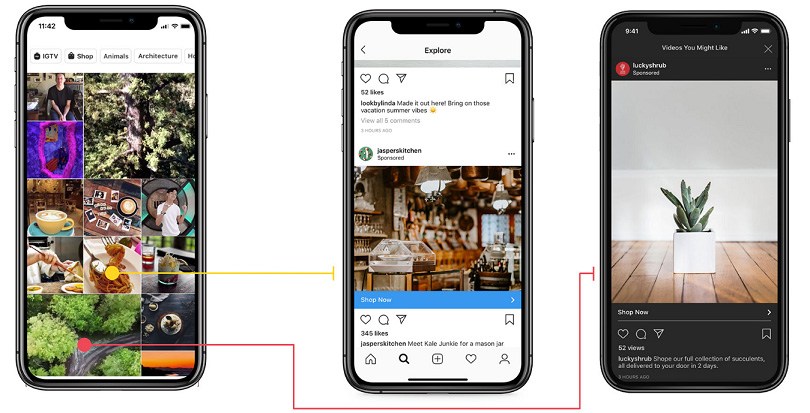 11:42
IGTV Shop Animals Architecture
Explore
52 likes
lookbylinda Made it out here! Bring on those
vacation summer vibes
View all 5 comments
3 HOURS AGO
jasperskitchen
Sponsored
Shop Now
345 likes
jasperskitchen Meet Kale Junkie for a mason jar
9:41
Videos You Might Like
luckyshrub
Sponsored
Shop Now
52 views
luckyshrub Shope our full collection of succulents,
all delivered to your door in 2 days.
3 HOURS AGO